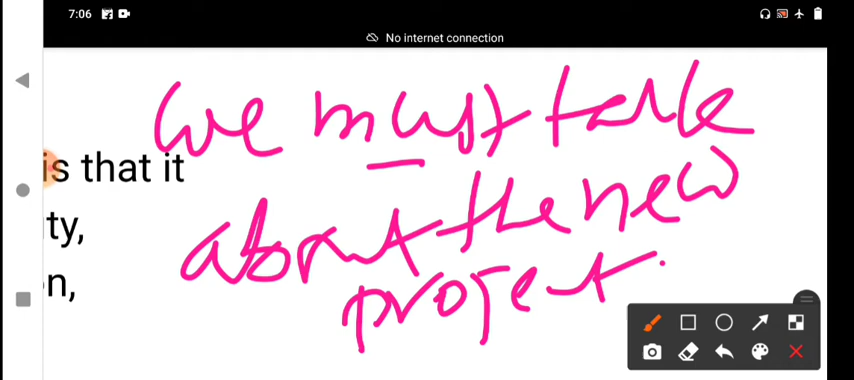 7:06
No internet connection
we must talk
is that it
about the new
ty,
project.
n,